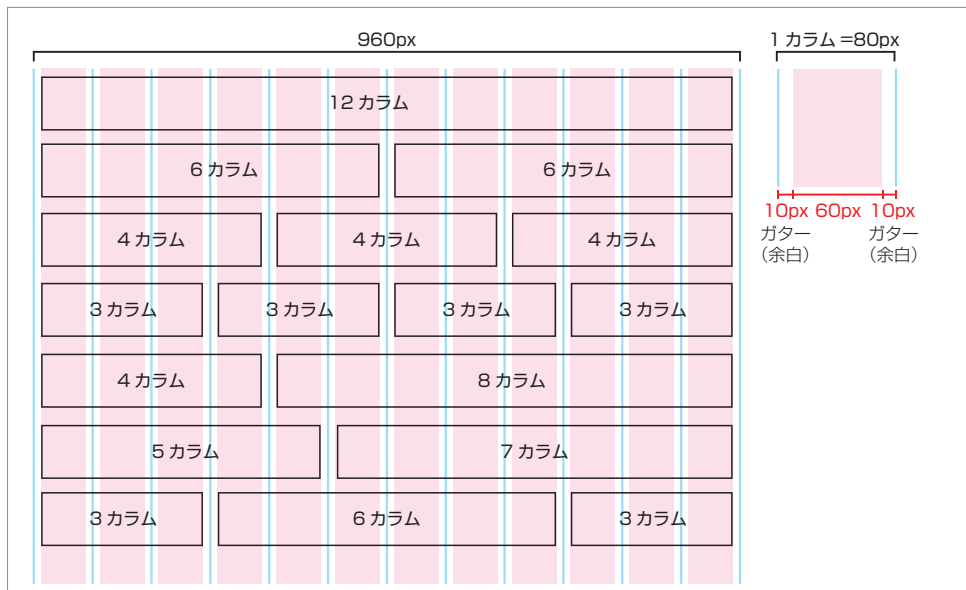 960px
12 カラム
6 カラム 6 カラム
4 カラム 4 カラム 4 カラム
3 カラム 3 カラム 3 カラム 3 カラム
4 カラム 8 カラム
5 カラム 7 カラム
3 カラム 6 カラム 3 カラム
1 カラム =80px
10px 60px 10px
ガター ガター
（余白） （余白）